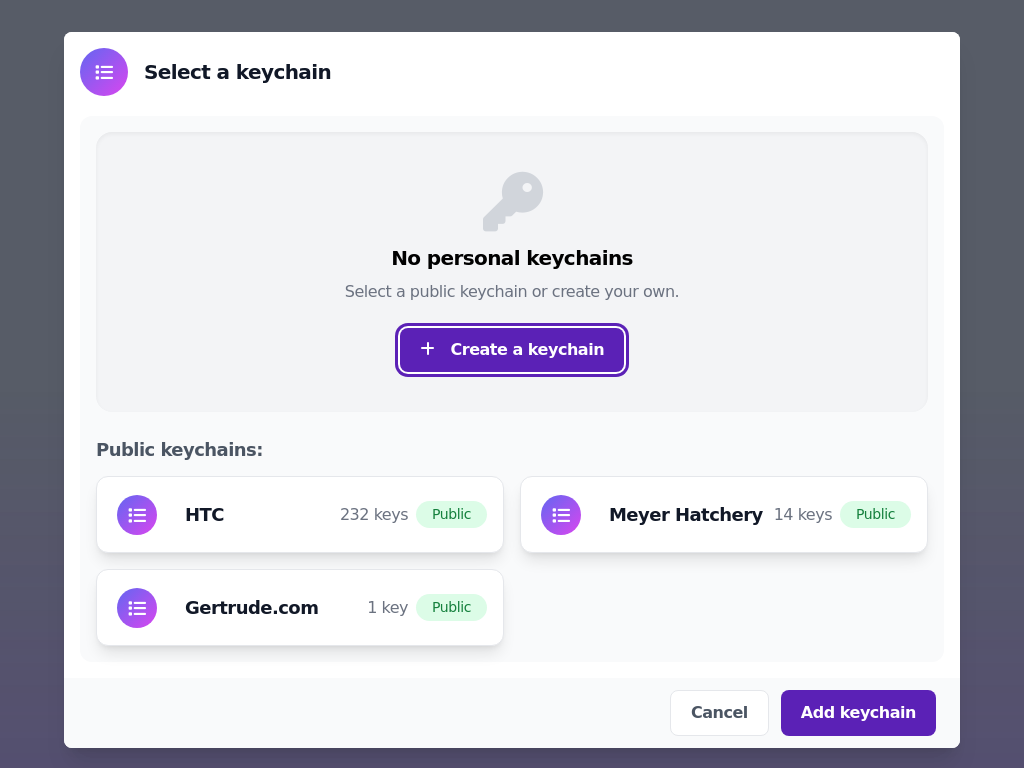 Select a keychain
No personal keychains
Select a public keychain or create your own.
Create a keychain
Public keychains:
HTC 232 keys Public
Meyer Hatchery 14 keys Public
Gertrude.com 1 key Public
Cancel Add keychain